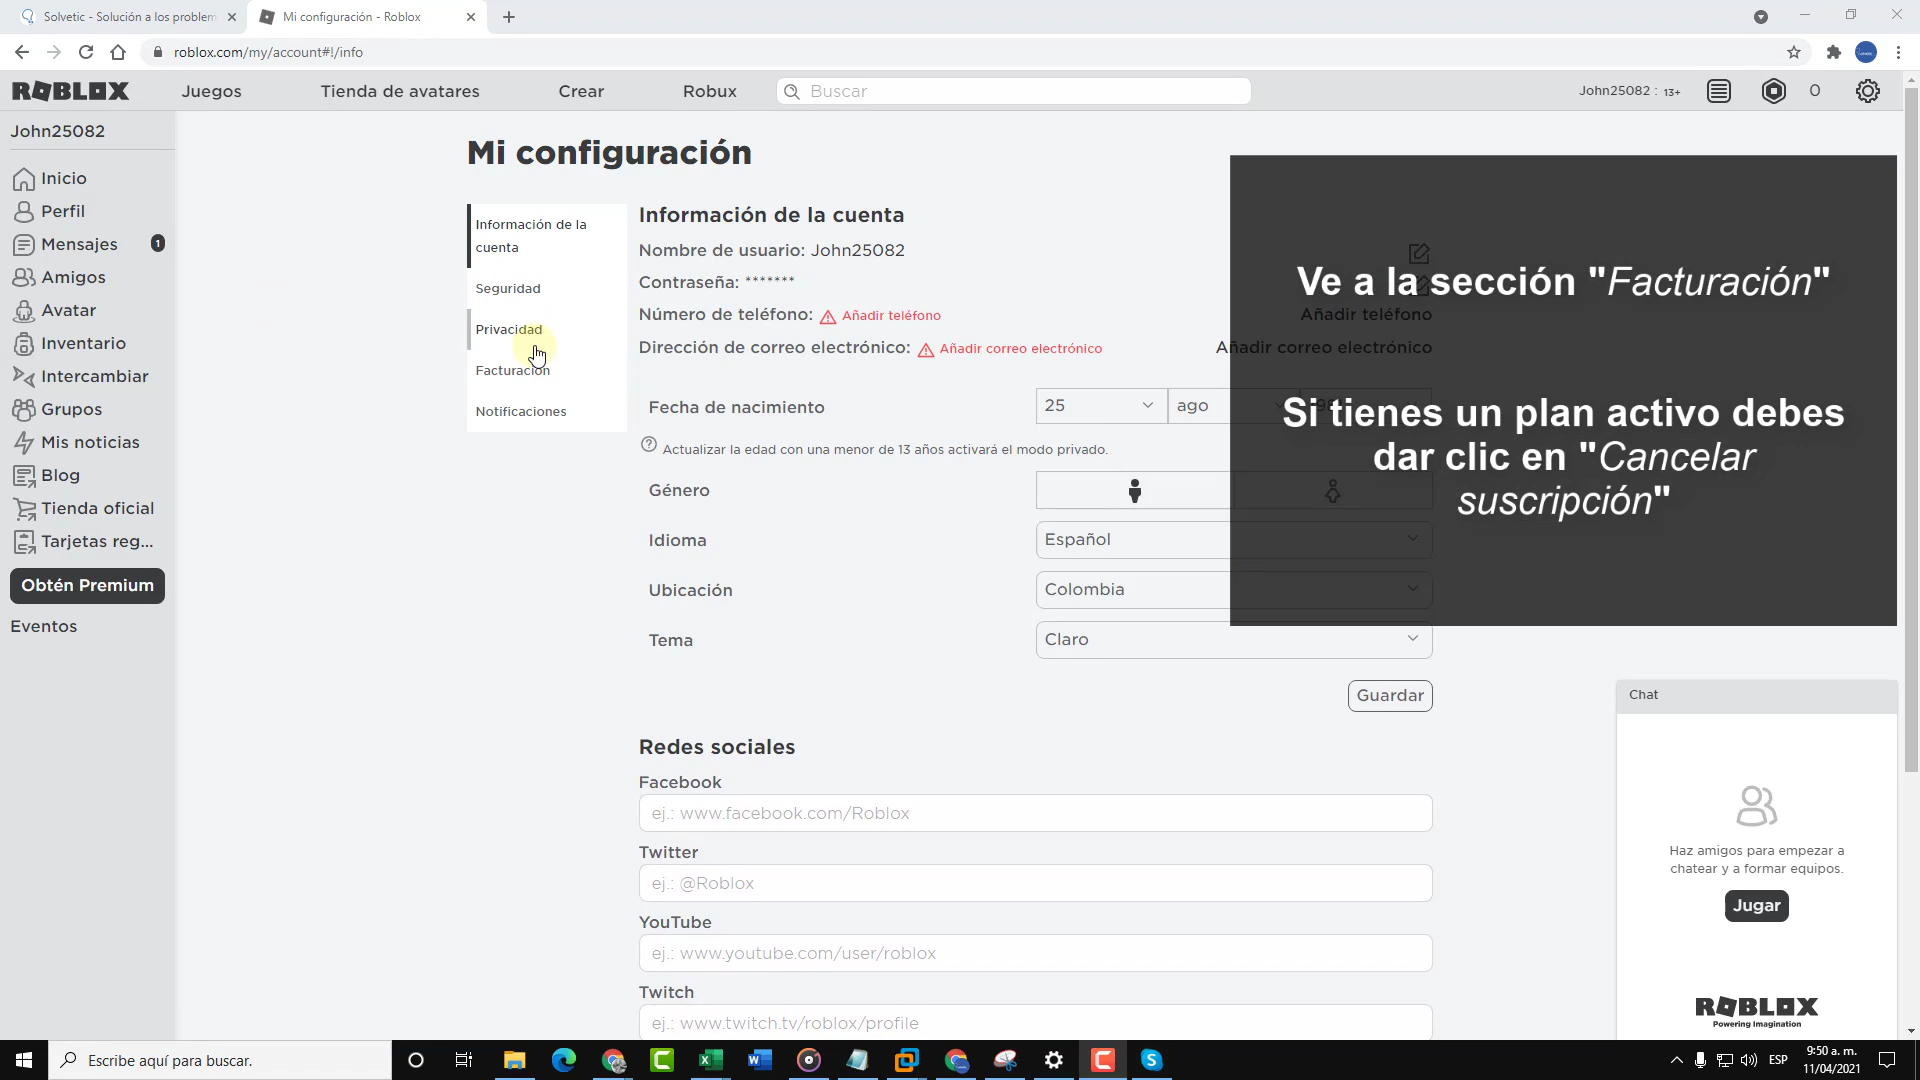 Solvetic - Solución a los problem
Mi configuración - Roblox
roblox.com/my/account#!/info
ROBLOX
Juegos
Tienda de avatares
Crear
Robux
Buscar
John25082 : 13+
0
John25082
Inicio
Perfil
Mensajes
1
Amigos
Avatar
Inventario
Intercambiar
Grupos
Mis noticias
Blog
Tienda oficial
Tarjetas reg...
Obtén Premium
Eventos
Mi configuración
Información de la
cuenta
Seguridad
Privacidad
Facturación
Notificaciones
Información de la cuenta
Nombre de usuario: John25082
Contraseña: *******
Número de teléfono: Añadir teléfono
Añadir teléfono
Dirección de correo electrónico: Añadir correo electrónico
Añadir correo electrónico
Fecha de nacimiento
25
ago
Actualizar la edad con una menor de 13 años activará el modo privado.
Género
Idioma
Español
Ubicación
Colombia
Tema
Claro
Guardar
Redes sociales
Facebook
ej.: www.facebook.com/Roblox
Twitter
ej.: @Roblox
YouTube
ej.: www.youtube.com/user/roblox
Twitch
ej.: www.twitch.tv/roblox/profile
Ve a la sección "Facturación"
Si tienes un plan activo debes
dar clic en "Cancelar
suscripción"
Chat
Haz amigos para empezar a
chatear y a formar equipos.
Jugar
ROBLOX
Powering Imagination
Escribe aquí para buscar.
ESP
9:50 a. m.
11/04/2021